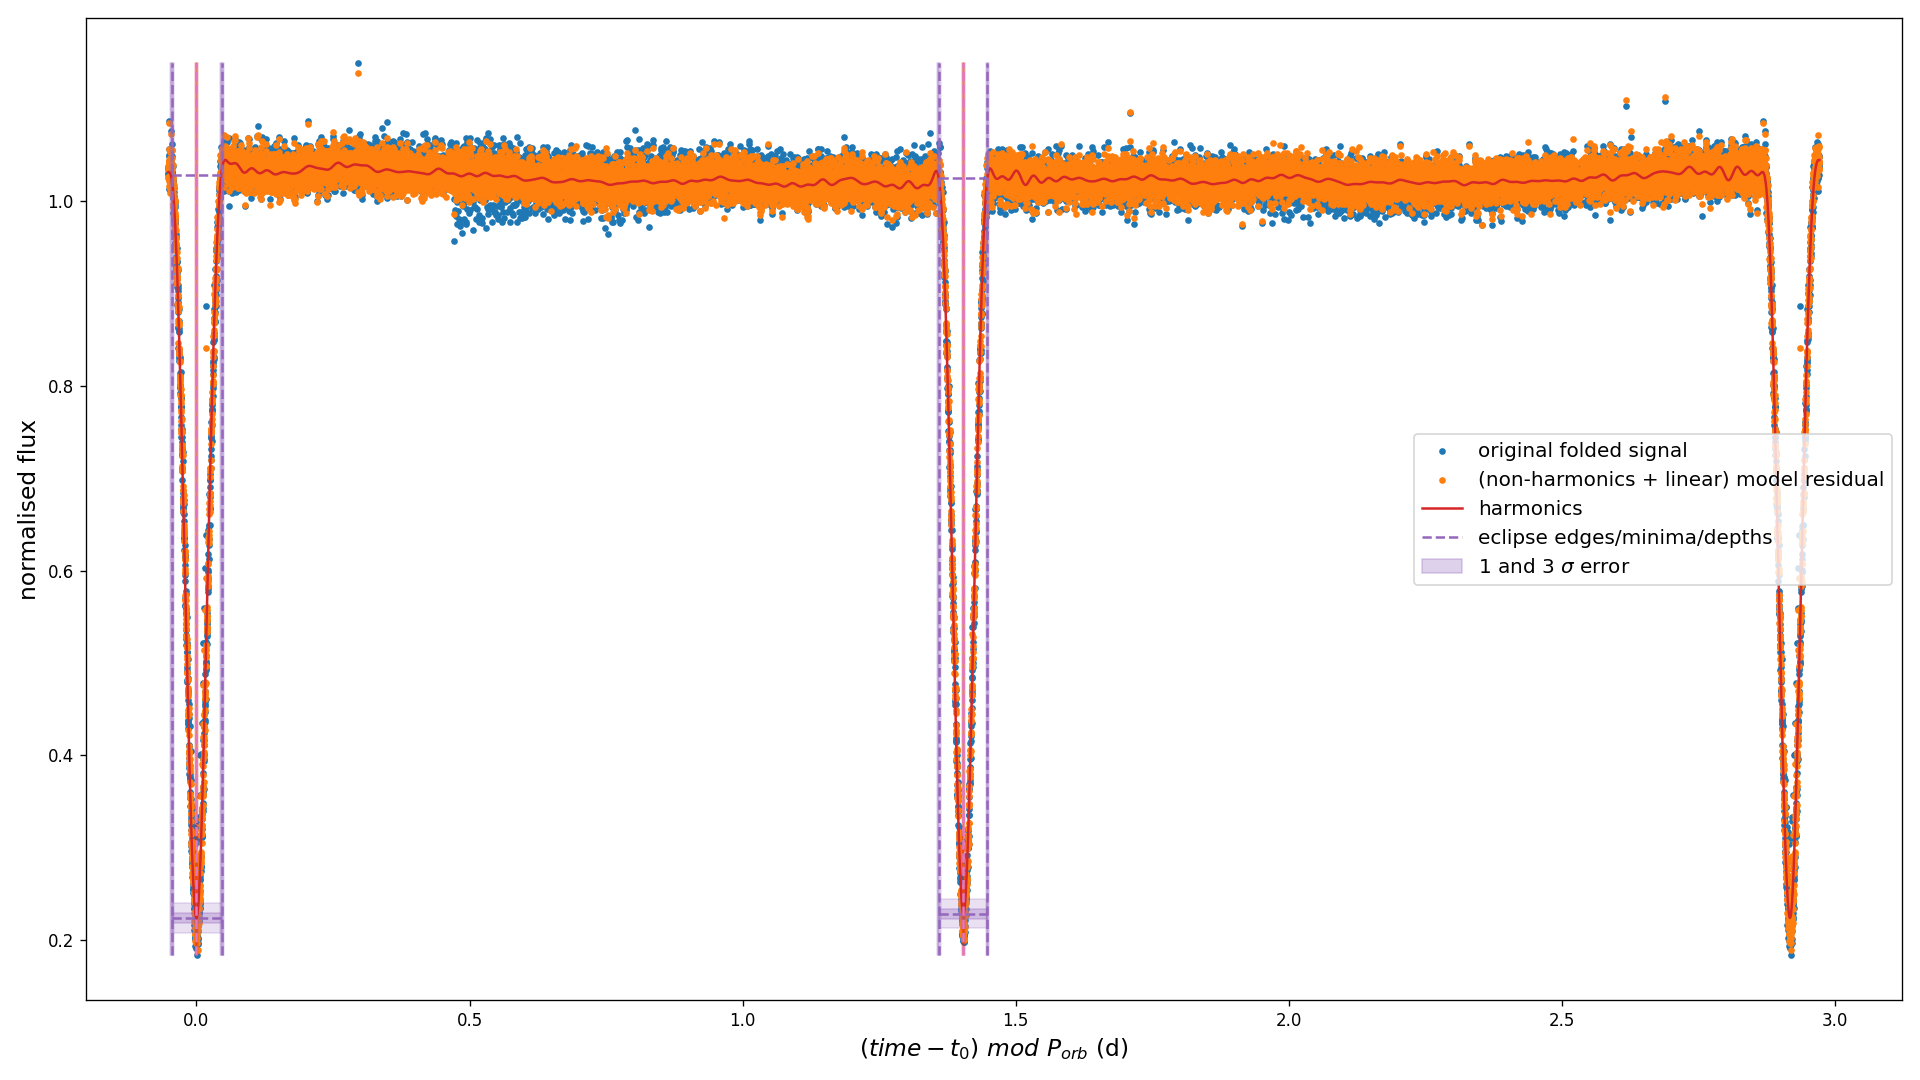 normalised flux
1.0
0.8
0.6
0.4
0.2
original folded signal
(non-harmonics + linear) model residual
harmonics
eclipse edges/minima/depths
1 and 3 σ error
0.0 0.5 1.0 1.5 2.0 2.5 3.0
(time − t₀) mod P_orb (d)